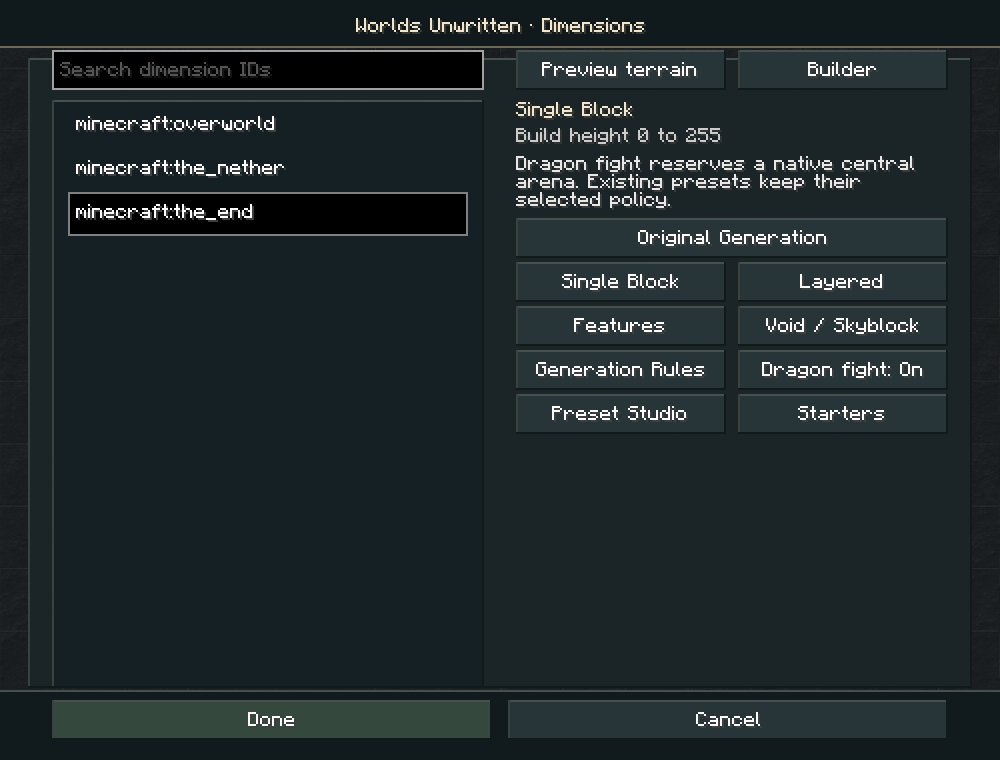 Worlds Unwritten · Dimensions
Search dimension IDs
Preview terrain
Builder
minecraft:overworld
minecraft:the_nether
minecraft:the_end
Single Block
Build height 0 to 255
Dragon fight reserves a native central
arena. Existing presets keep their
selected policy.
Original Generation
Single Block
Layered
Features
Void / Skyblock
Generation Rules
Dragon fight: On
Preset Studio
Starters
Done
Cancel